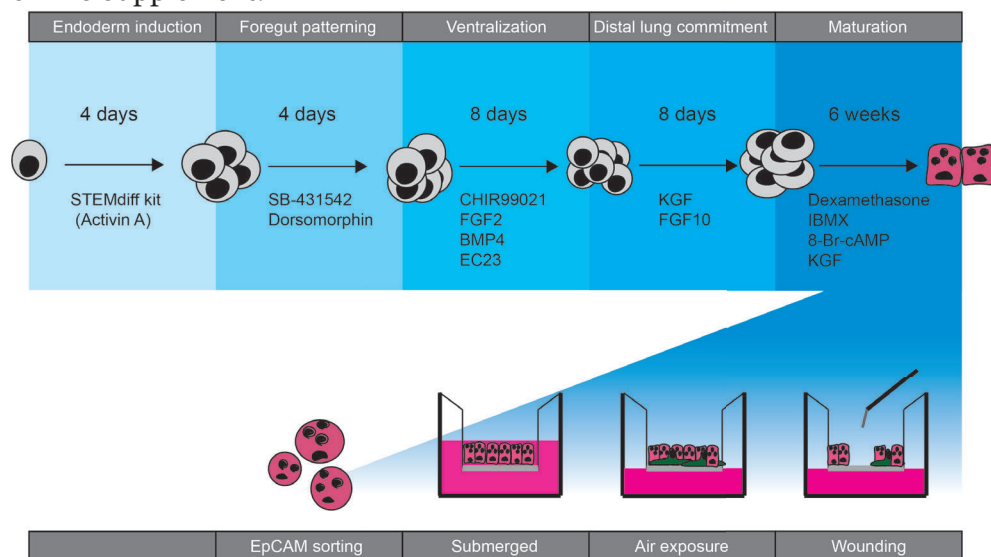 Endoderm induction
Foregut patterning
Ventralization
Distal lung commitment
Maturation
4 days
4 days
8 days
8 days
6 weeks
STEMdiff kit
(Activin A)
SB-431542
Dorsomorphin
CHIR99021
FGF2
BMP4
EC23
KGF
FGF10
Dexamethasone
IBMX
8-Br-cAMP
KGF
EpCAM sorting
Submerged
Air exposure
Wounding